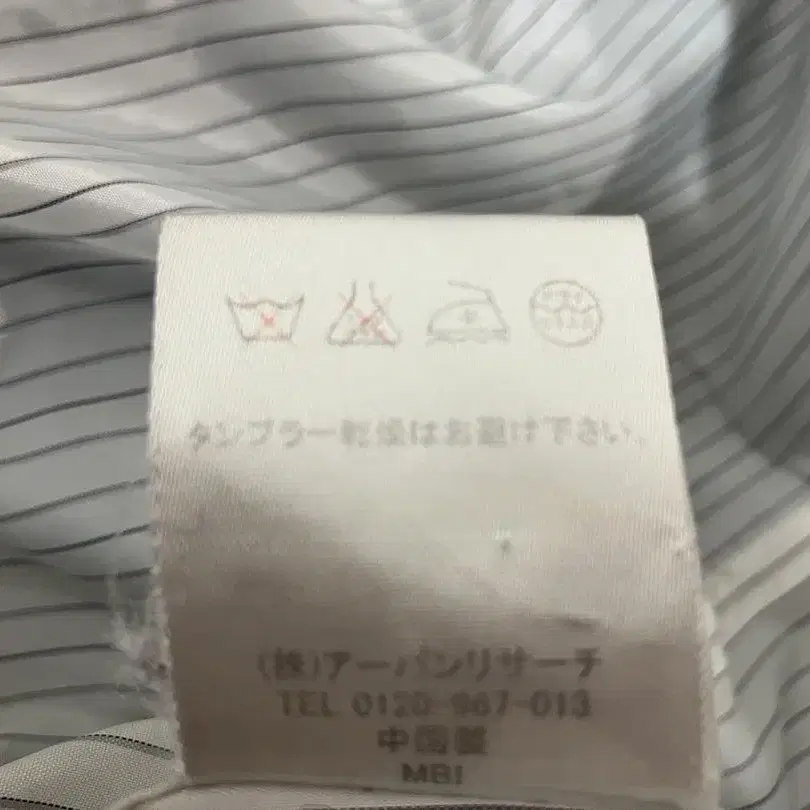 タンブラー乾燥はお避け下さい。
(株)アーバンリサーチ
TEL 0120-967-013
中国製
MBI